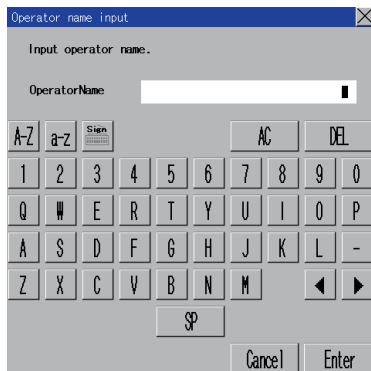 Operator name input
Input operator name.
OperatorName
A-Z a-z Sign AC DEL
1 2 3 4 5 6 7 8 9 0
Q W E R T Y U I O P
A S D F G H J K L -
Z X C V B N M ◀ ▶
SP
Cancel Enter